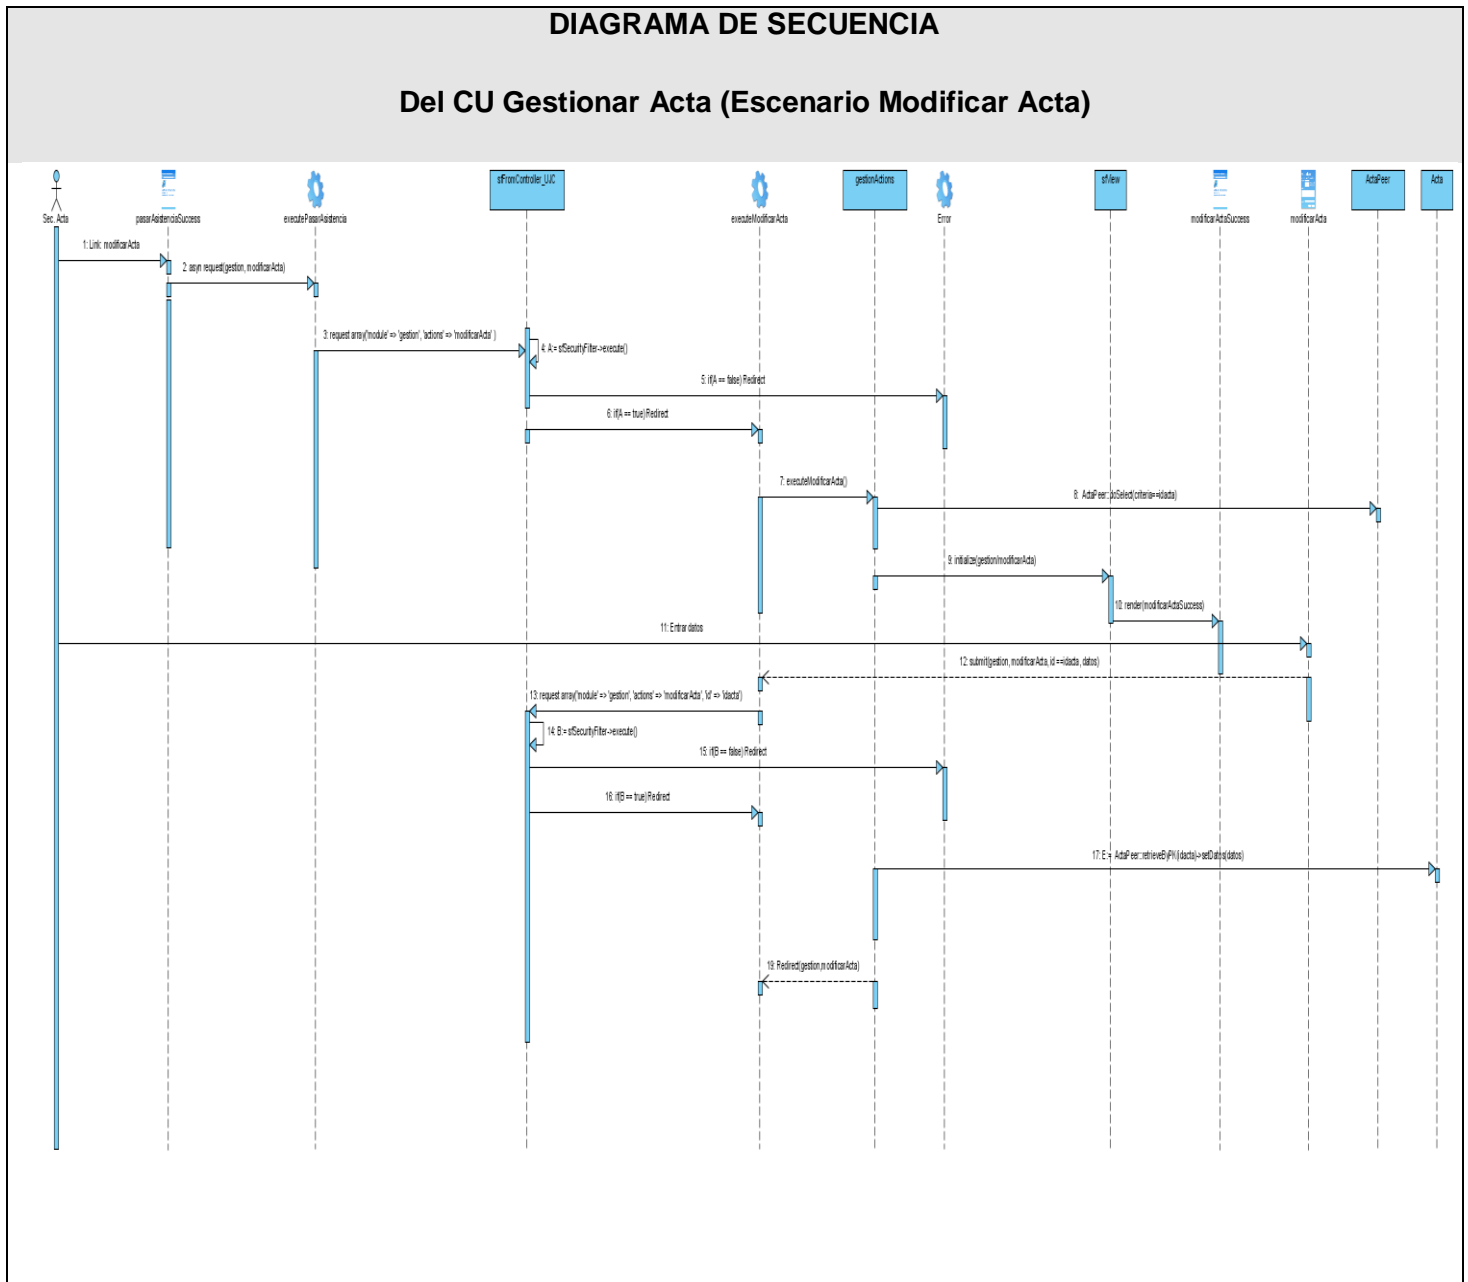 DIAGRAMA DE SECUENCIA
Del CU Gestionar Acta (Escenario Modificar Acta)
Sec. Acta
pasarAsistenciaSuccess
executePasarAsistencia
sfFromController_UJC
executeModificarActa
gestionActions
Error
sfView
modificarActaSuccess
modificarActa
ActaPeer
Acta
1: Link: modificarActa
2: asyn request(gestion, modificarActa)
3: request array('module' => 'gestion', 'actions' => 'modificarActa' )
4: A:= sfSecurityFilter->execute()
5: if(A == false) Redirect
6: if(A == true) Redirect
7: executeModificarActa()
8: ActaPeer::doSelect(criteria==idacta)
9: initialize(gestion/modificarActa)
10: render(modificarActaSuccess)
11: Entrar datos
12: submit(gestion, modificarActa, id ==idacta, datos)
13: request array('module' => 'gestion', 'actions' => 'modificarActa', 'id' => 'idacta')
14: B:= sfSecurityFilter->execute()
15: if(B == false) Redirect
16: if(B == true) Redirect
17: E:= ActaPeer::retrieveByPK(idacta)->setDatos(datos)
19: Redirect(gestion,modificarActa)